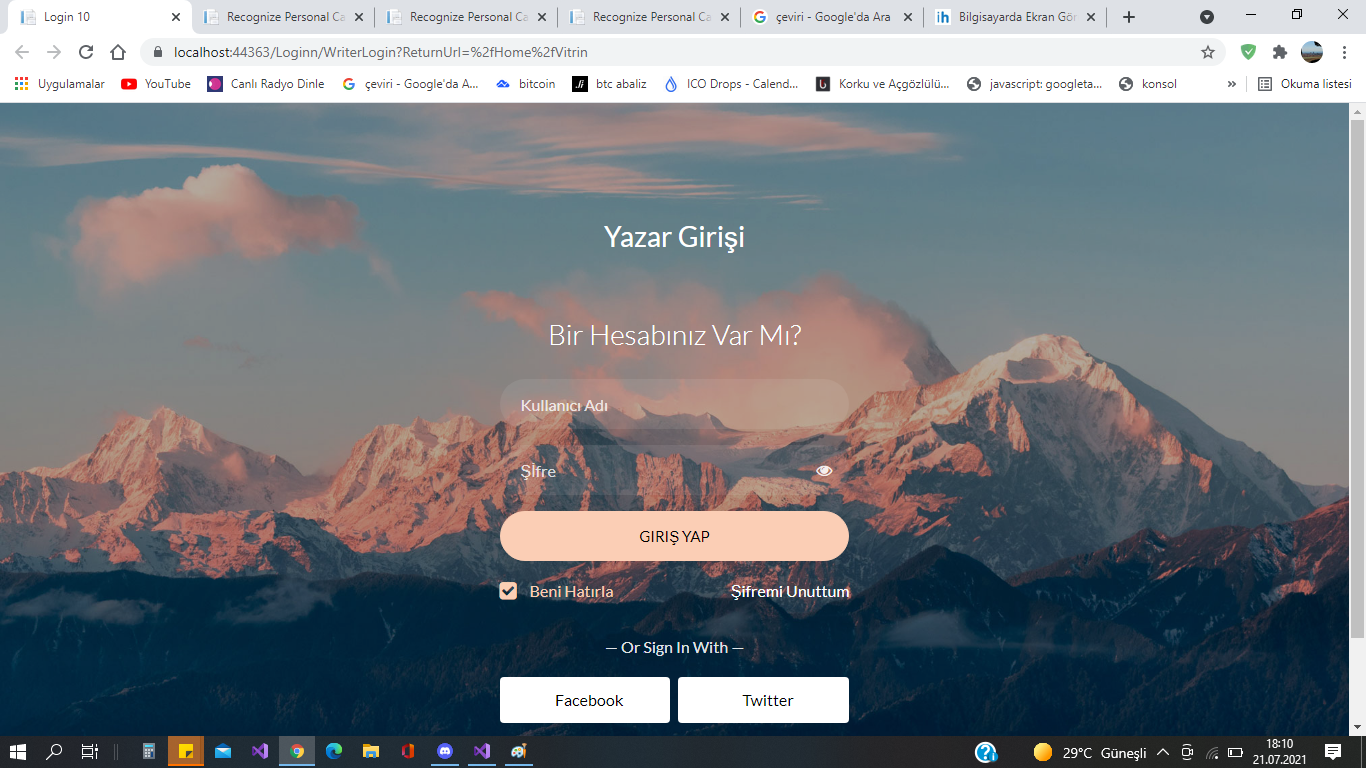 Login 10
Recognize Personal Ca
Recognize Personal Ca
Recognize Personal Ca
çeviri - Google'da Ara
Bilgisayarda Ekran Gör
localhost:44363/Loginn/WriterLogin?ReturnUrl=%2fHome%2fVitrin
Uygulamalar
YouTube
Canlı Radyo Dinle
çeviri - Google'da A...
bitcoin
btc abaliz
ICO Drops - Calend...
Korku ve Açgözlülü...
javascript: googleta...
konsol
»
Okuma listesi
Yazar Girişi
Bir Hesabınız Var Mı?
Kullanıcı Adı
Şİfre
GIRIŞ YAP
Beni Hatırla
Şifremi Unuttum
— Or Sign In With —
Facebook
Twitter
29°C Güneşli
18:10
21.07.2021